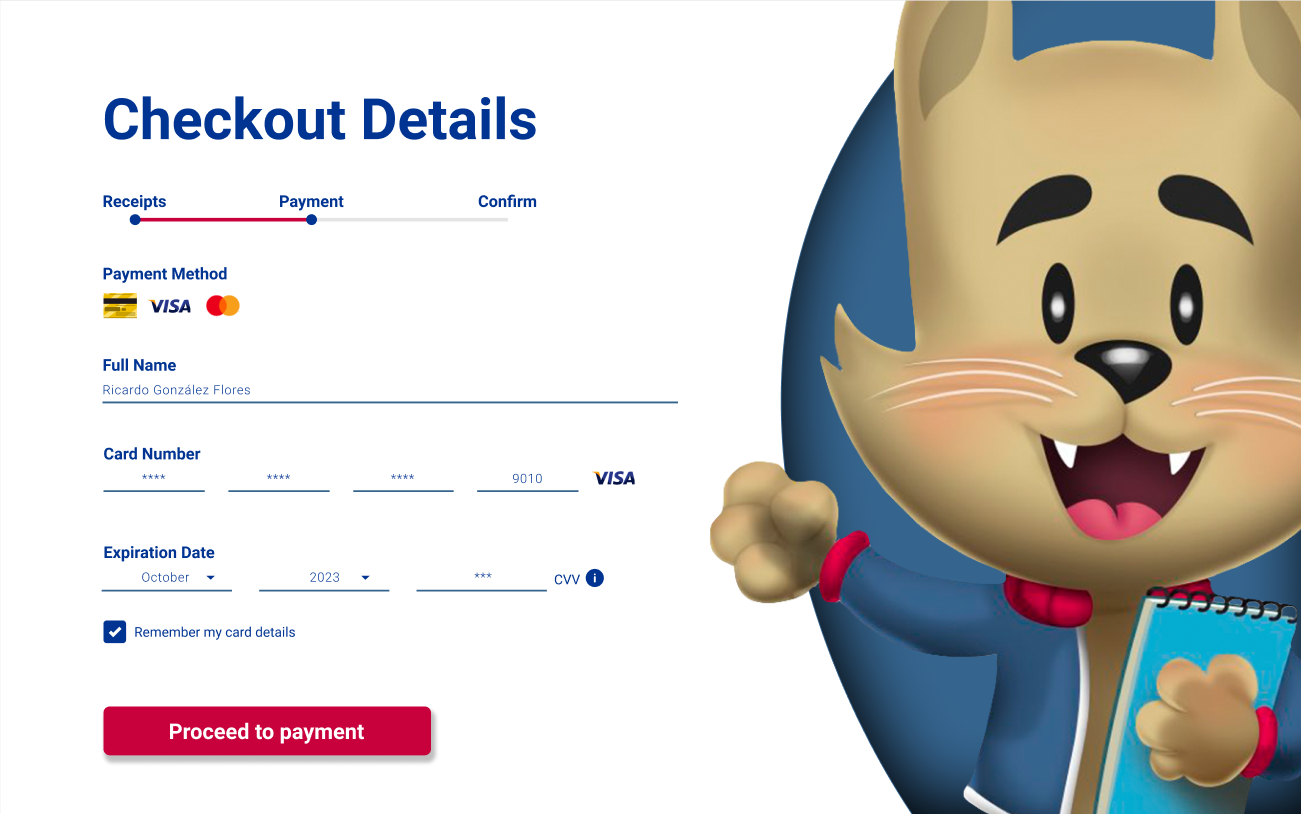 Checkout Details
Receipts Payment Confirm
Payment Method
VISA
Full Name
Ricardo González Flores
Card Number
**** **** **** 9010 VISA
Expiration Date
October 2023 *** CVV i
Remember my card details
Proceed to payment